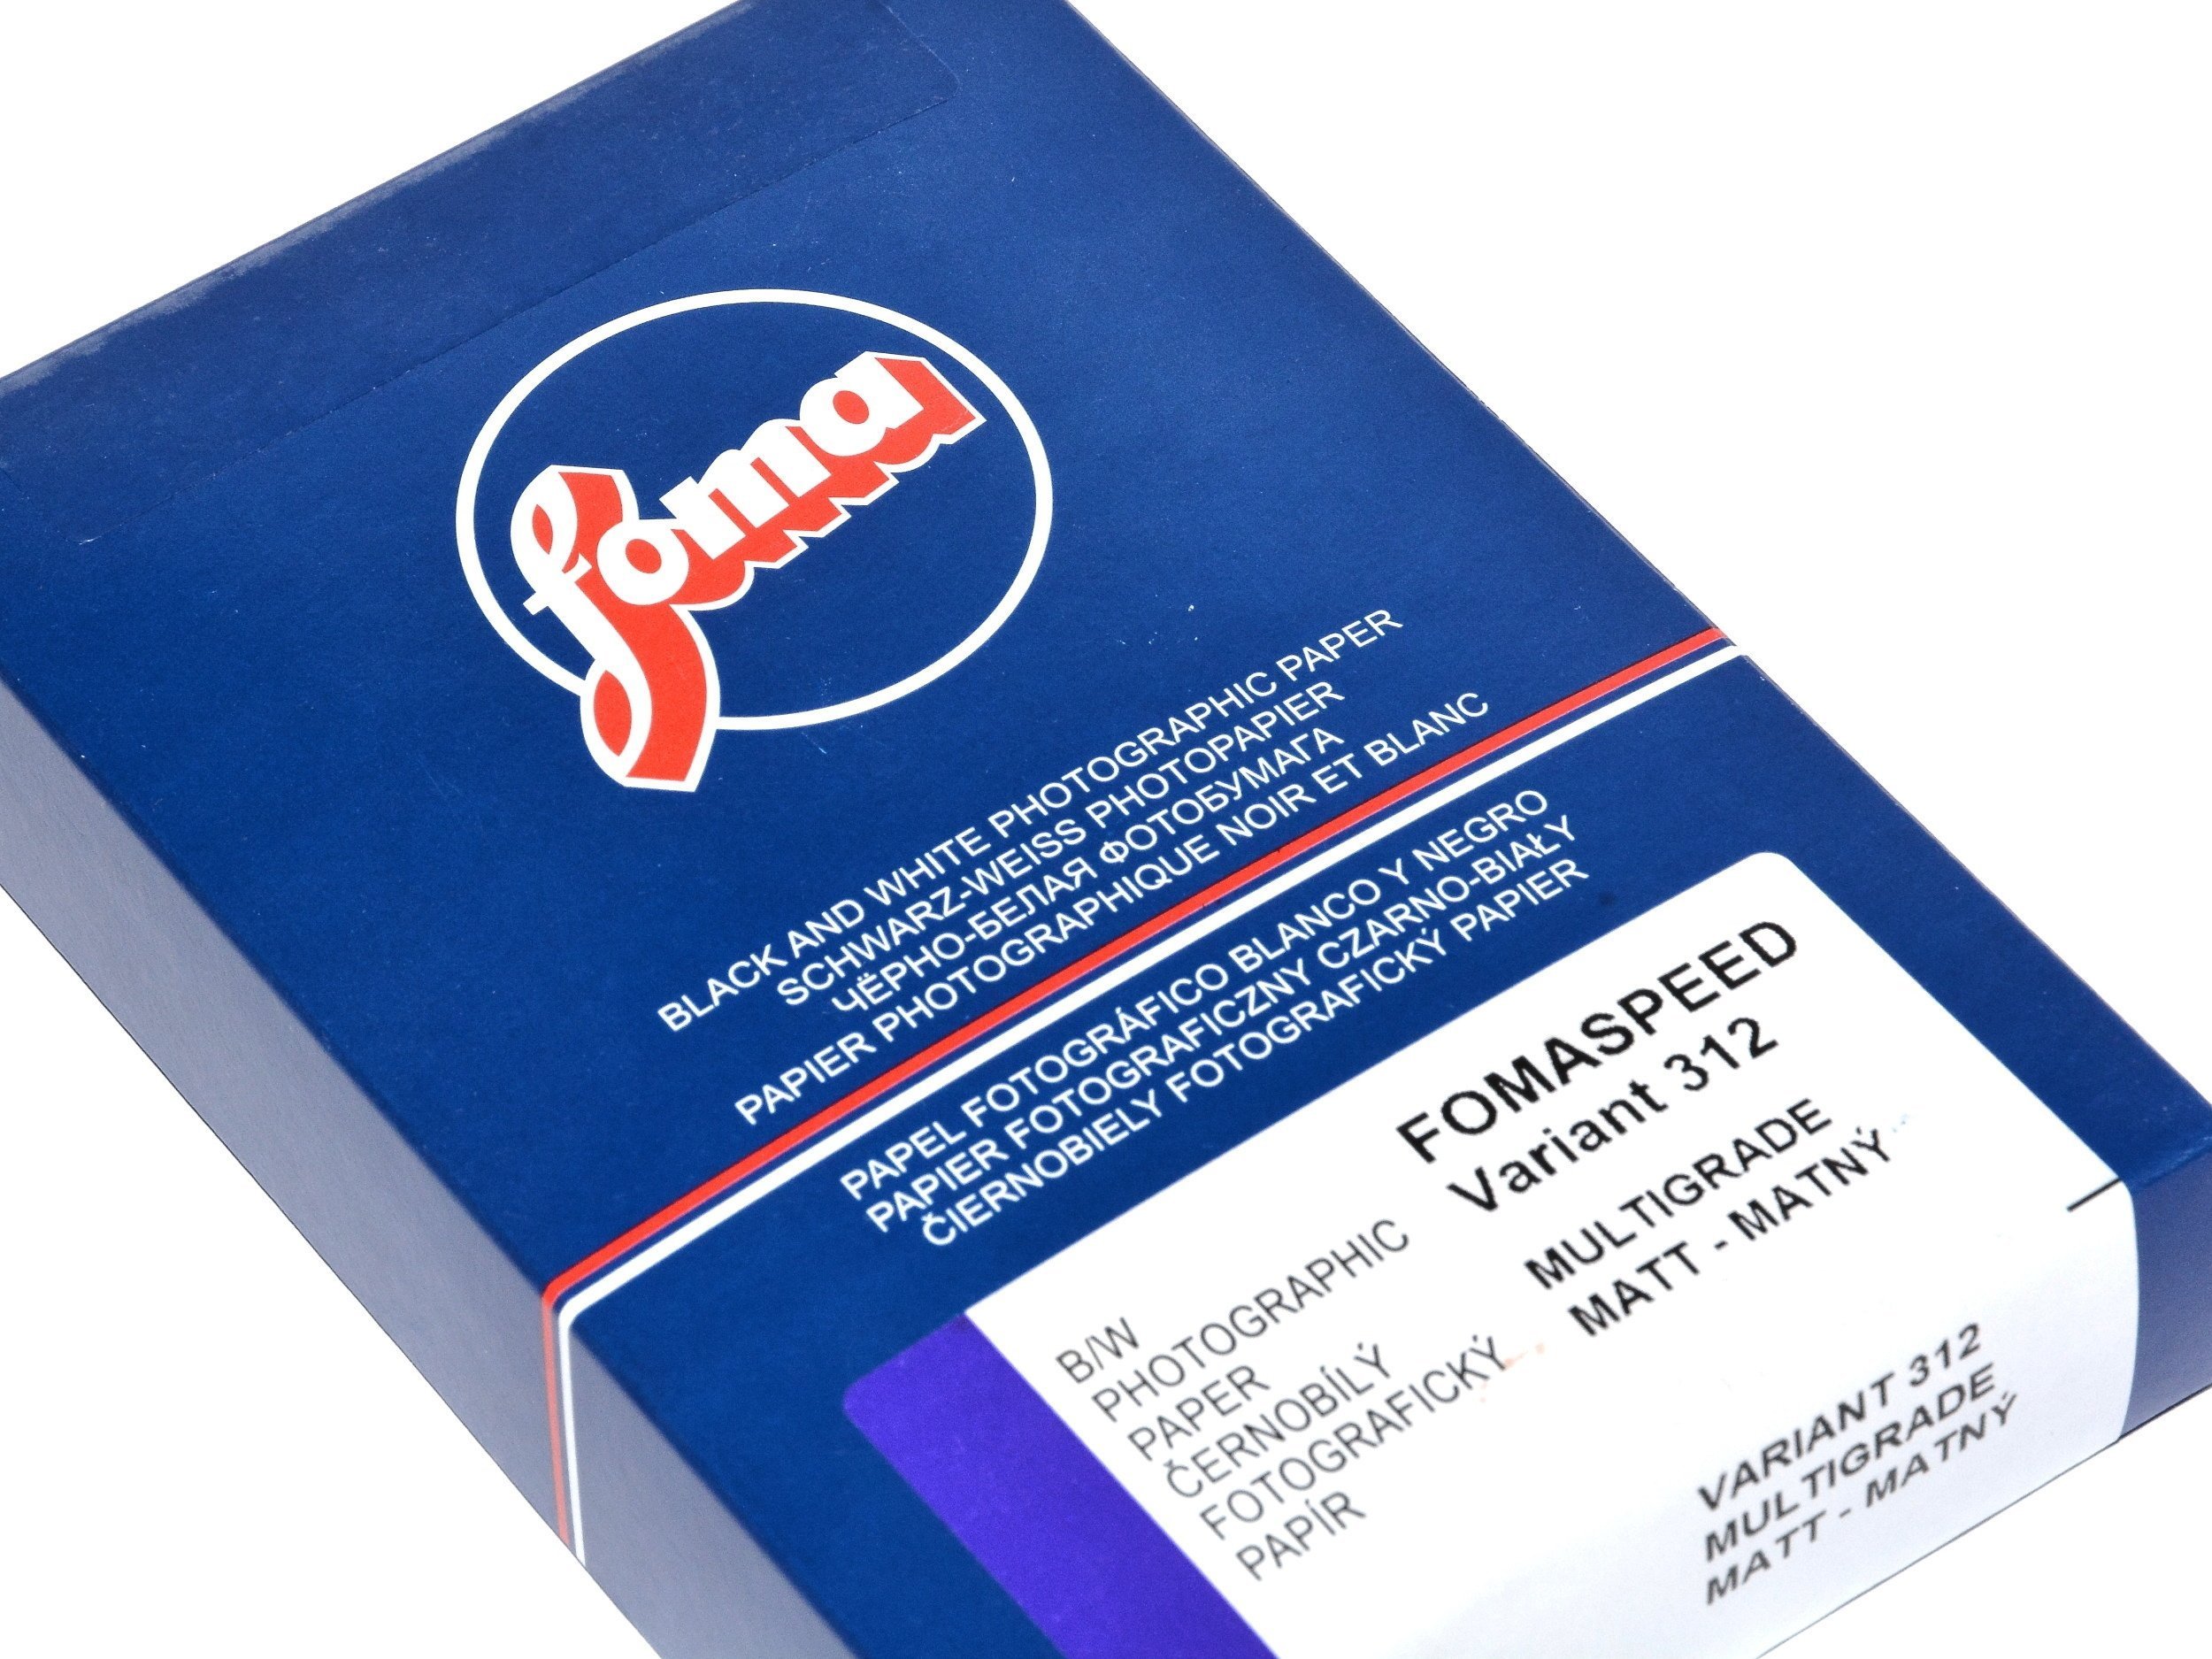 foma
BLACK AND WHITE PHOTOGRAPHIC PAPER
SCHWARZ-WEISS PHOTOPAPIER
ЧЁРНО-БЕЛАЯ ФОТОБУМАГА
PAPIER PHOTOGRAPHIQUE NOIR ET BLANC
PAPEL FOTOGRÁFICO BLANCO Y NEGRO
PAPIER FOTOGRAFICZNY CZARNO-BIAŁY
ČIERNOBIELY FOTOGRAFICKÝ PAPIER
FOMASPEED
Variant 312
MULTIGRADE
MATT - MATNÝ
B/W
PHOTOGRAPHIC
PAPER
ČERNOBÍLÝ
FOTOGRAFICKÝ
PAPÍR
VARIANT 312
MULTIGRADE
MATT - MATNÝ